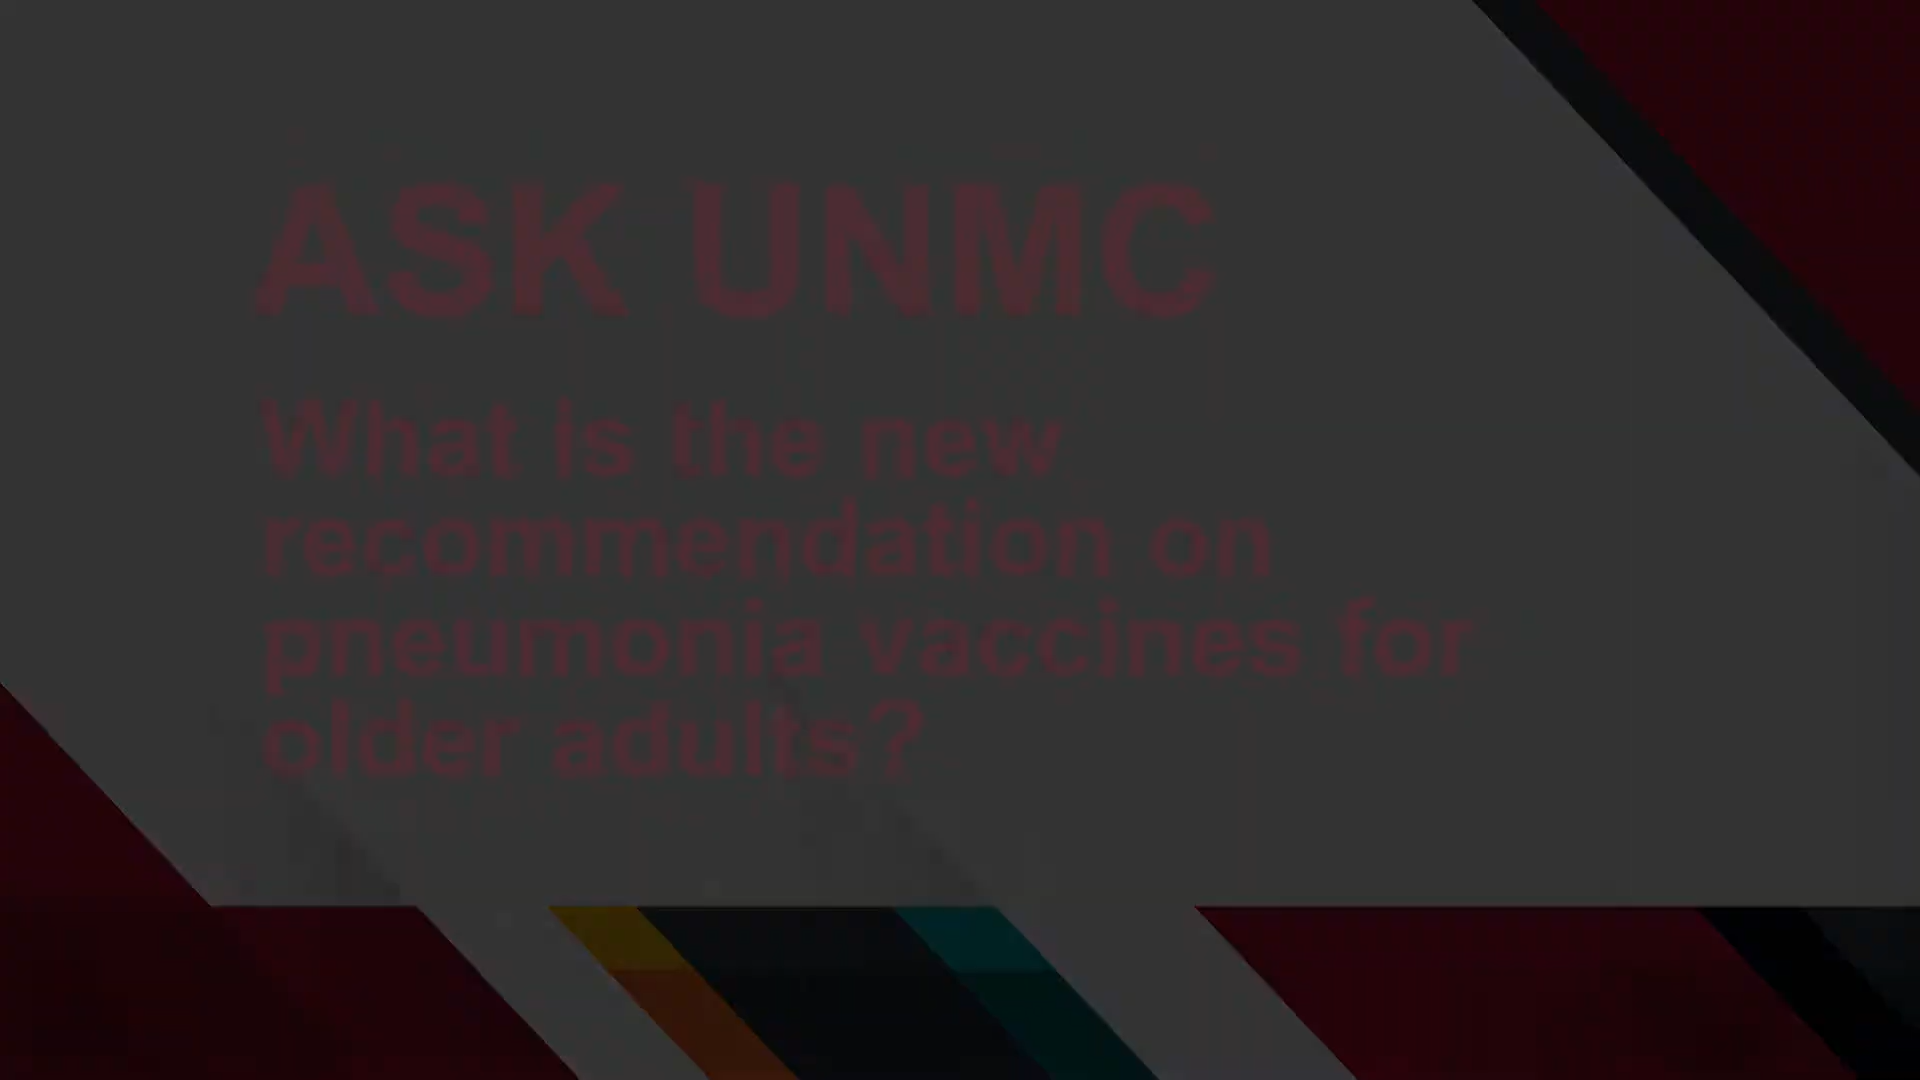 ASK UNMC
What is the new
recommendation on
pneumonia vaccines for
older adults?